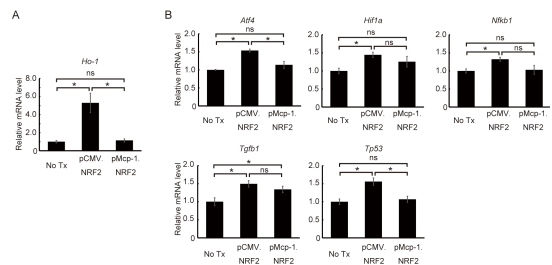 A
Ho-1
ns
*
*
Relative mRNA level
8.0
6.0
4.0
2.0
0.0
No Tx
pCMV.
NRF2
pMcp-1.
NRF2
B
Atf4
ns
*
*
Relative mRNA level
2.0
1.5
1.0
0.5
0.0
No Tx
pCMV.
NRF2
pMcp-1.
NRF2
Hif1a
ns
*
ns
2.0
1.5
1.0
0.5
0.0
No Tx
pCMV.
NRF2
pMcp-1.
NRF2
Nfkb1
ns
*
ns
2.0
1.5
1.0
0.5
0.0
No Tx
pCMV.
NRF2
pMcp-1.
NRF2
Tgfb1
*
*
ns
Relative mRNA level
2.0
1.5
1.0
0.5
0.0
No Tx
pCMV.
NRF2
pMcp-1.
NRF2
Tp53
ns
*
*
2.0
1.5
1.0
0.5
0.0
No Tx
pCMV.
NRF2
pMcp-1.
NRF2